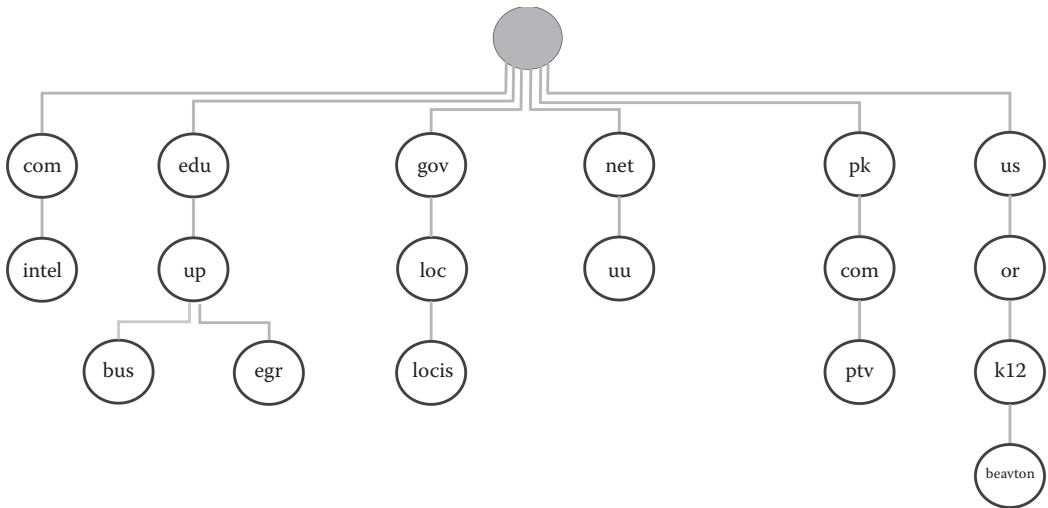 com edu gov net pk us
intel up loc uu com or
bus egr locis ptv k12
beavton